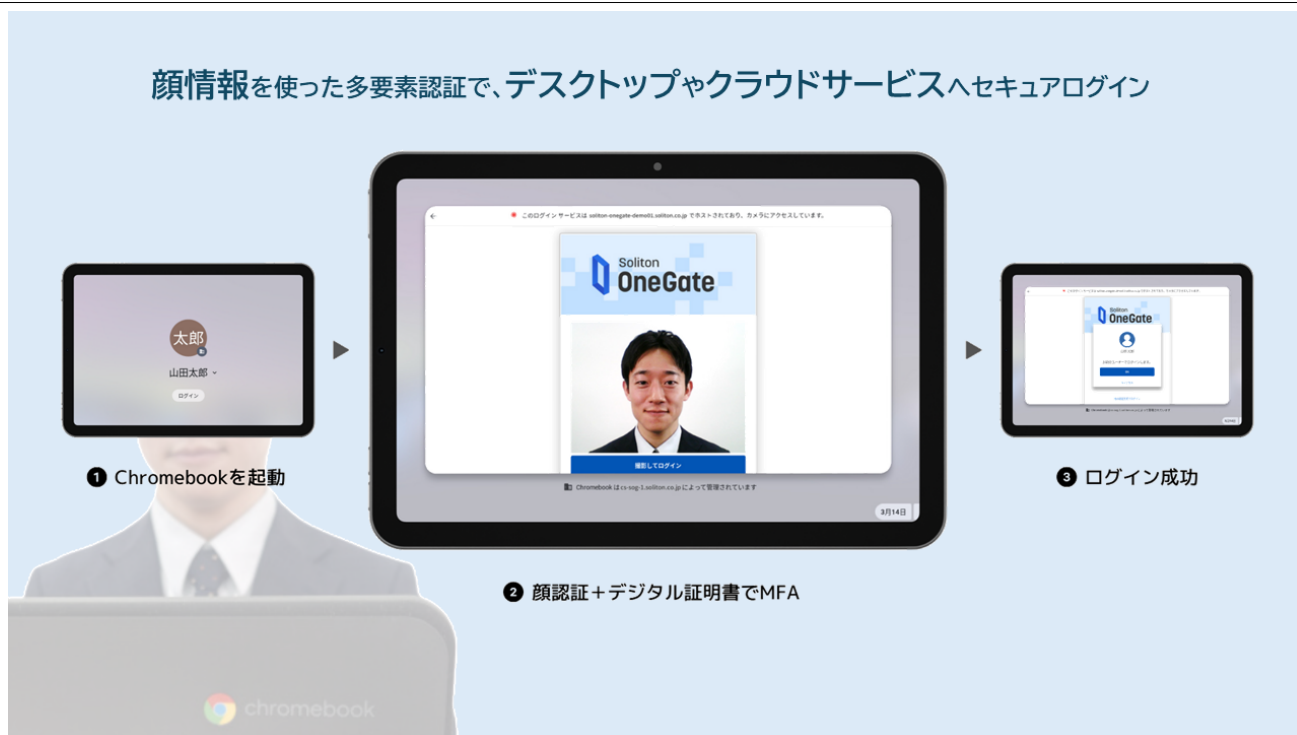 顔情報を使った多要素認証で、デスクトップやクラウドサービスへセキュアログイン
太郎
山田太郎
ログイン
❶ Chromebookを起動
このログイン サービスは soliton-onegate-demo01.soliton.co.jp でホストされており、カメラにアクセスしています。
Soliton
OneGate
撮影してログイン
Chromebook は cs-sog-1.soliton.co.jp によって管理されています
3月14日
❷ 顔認証＋デジタル証明書でMFA
Soliton
OneGate
❸ ログイン成功
chromebook